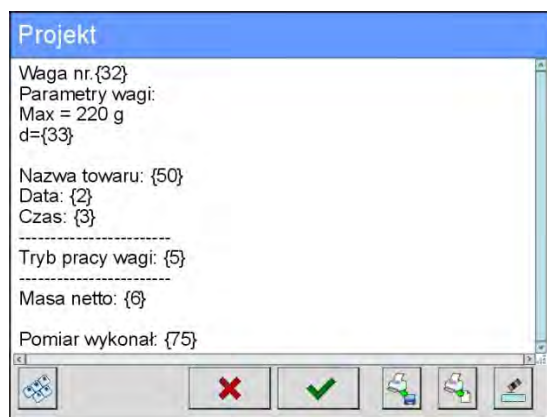 Projekt
Waga nr.{32}
Parametry wagi:
Max = 220 g
d={33}
Nazwa towaru: {50}
Data: {2}
Czas: {3}
-----------------------
Tryb pracy wagi: {5}
-----------------------
Masa netto: {6}
Pomiar wykonał: {75}